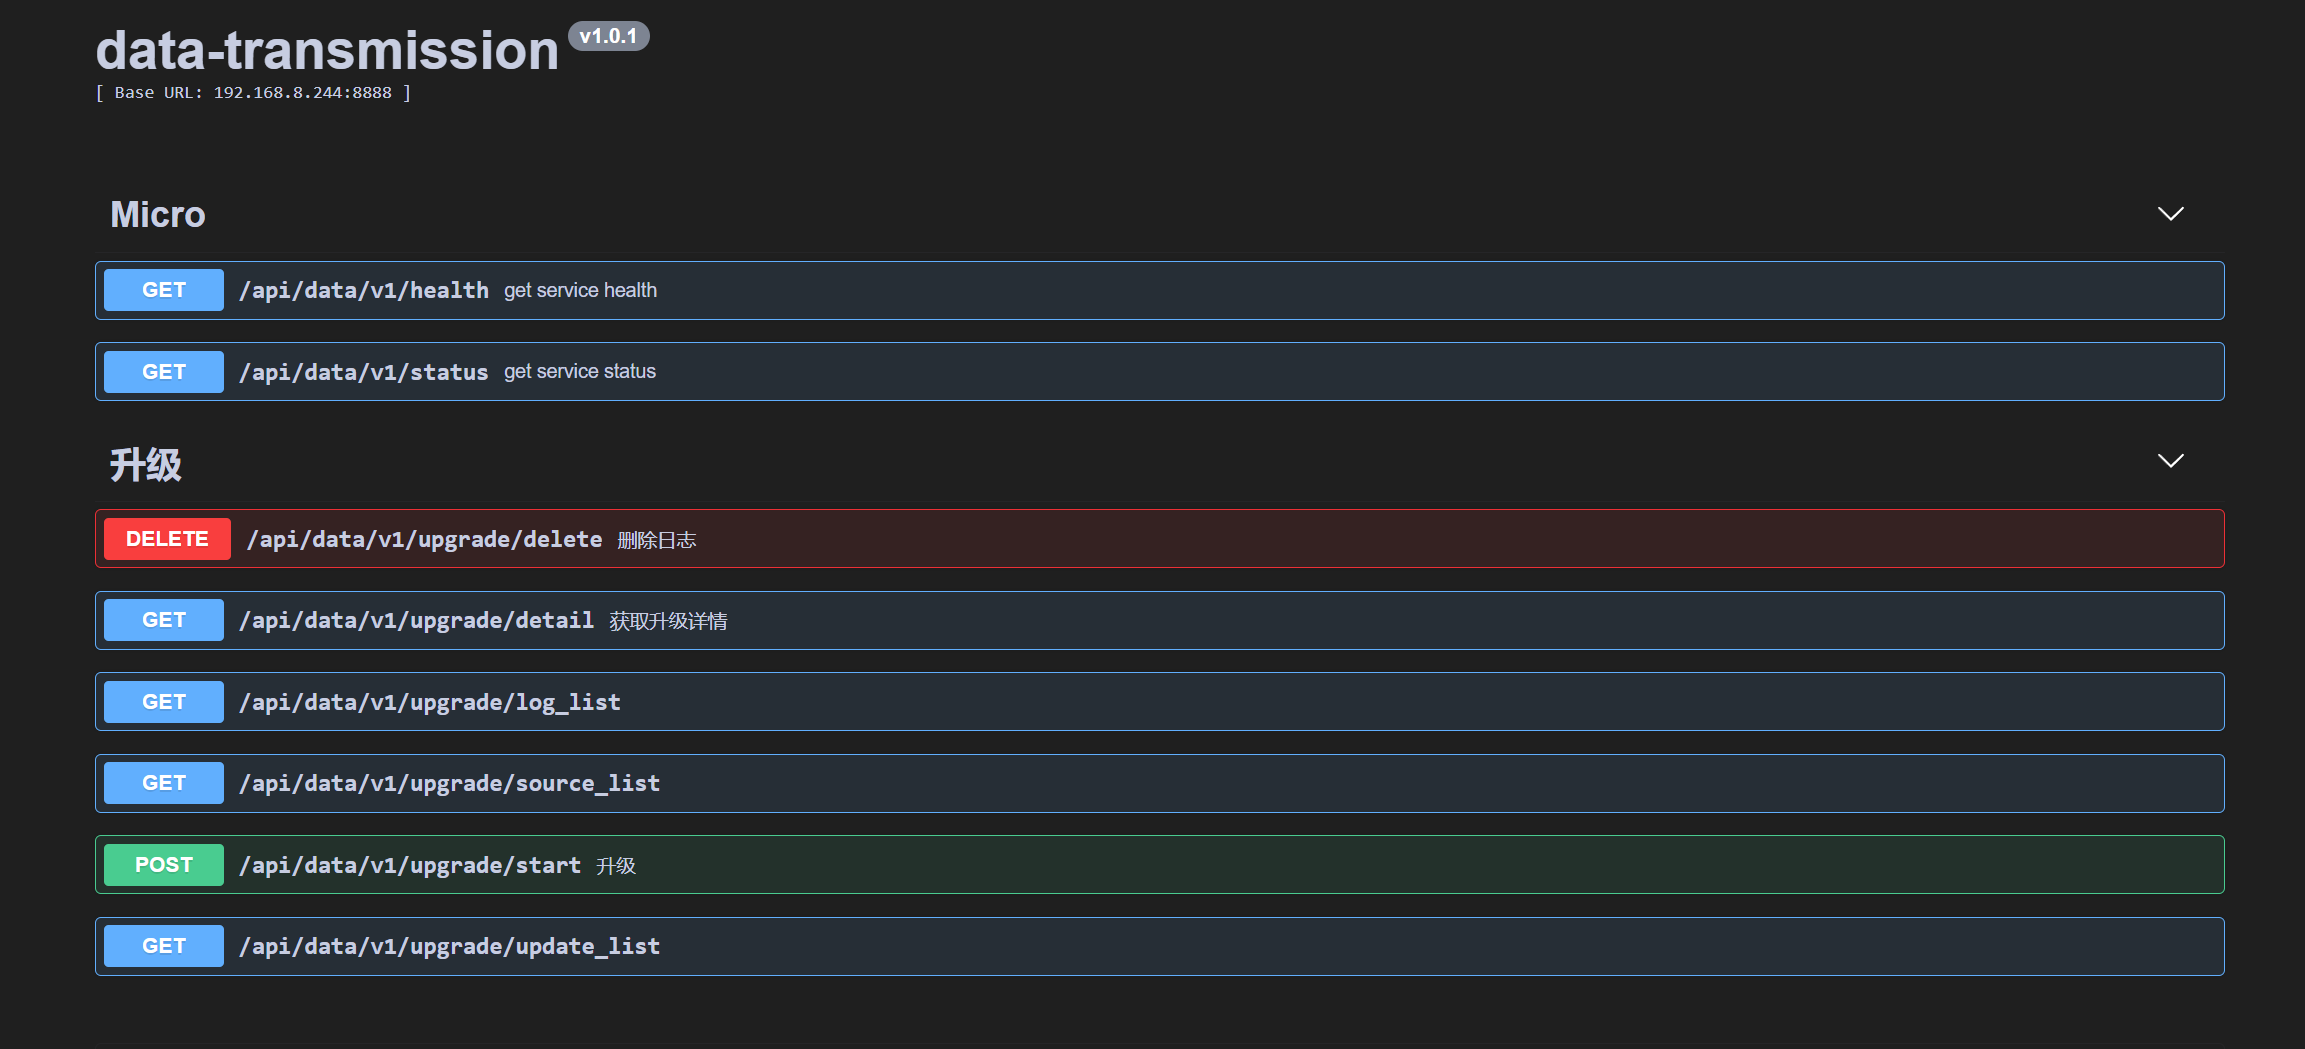 data-transmission v1.0.1
[ Base URL: 192.168.8.244:8888 ]
Micro
GET /api/data/v1/health get service health
GET /api/data/v1/status get service status
升级
DELETE /api/data/v1/upgrade/delete 删除日志
GET /api/data/v1/upgrade/detail 获取升级详情
GET /api/data/v1/upgrade/log_list
GET /api/data/v1/upgrade/source_list
POST /api/data/v1/upgrade/start 升级
GET /api/data/v1/upgrade/update_list